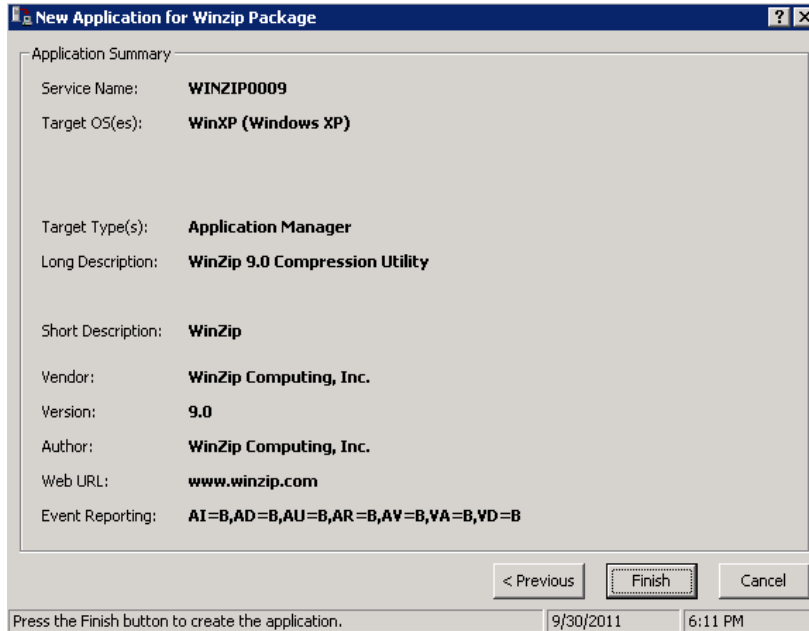 New Application for Winzip Package
Application Summary
Service Name: WINZIP0009
Target OS(es): WinXP (Windows XP)
Target Type(s): Application Manager
Long Description: WinZip 9.0 Compression Utility
Short Description: WinZip
Vendor: WinZip Computing, Inc.
Version: 9.0
Author: WinZip Computing, Inc.
Web URL: www.winzip.com
Event Reporting: AI=B,AD=B,AU=B,AR=B,AV=B,VA=B,VD=B
< Previous Finish Cancel
Press the Finish button to create the application. 9/30/2011 6:11 PM